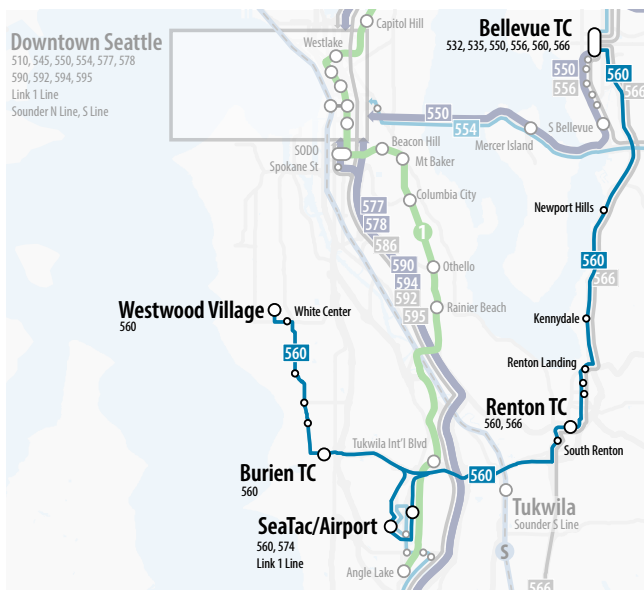 Downtown Seattle
510, 545, 550, 554, 577, 578
590, 592, 594, 595
Link 1 Line
Sounder N Line, S Line
Capitol Hill
Westlake
Bellevue TC
532, 535, 550, 556, 560, 566
560
550
556
566
550
554
S Bellevue
Mercer Island
Beacon Hill
SODO
Mt Baker
Spokane St
Columbia City
577
578
586
1
Newport Hills
590
594
592
595
Othello
560
566
Rainier Beach
Westwood Village
560
White Center
Kennydale
560
Renton Landing
Renton TC
560, 566
South Renton
Tukwila Int'l Blvd
Burien TC
560
560
SeaTac/Airport
560, 574
Link 1 Line
Tukwila
Sounder S Line
S
Angle Lake
566